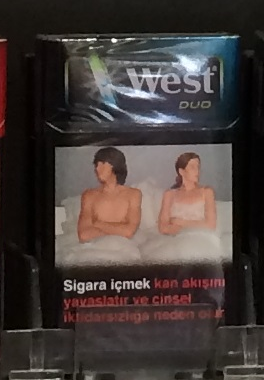 West
DUO
Sigara içmek kan akışını
yavaşlatır ve cinsel
iktidarsızlığa neden olur